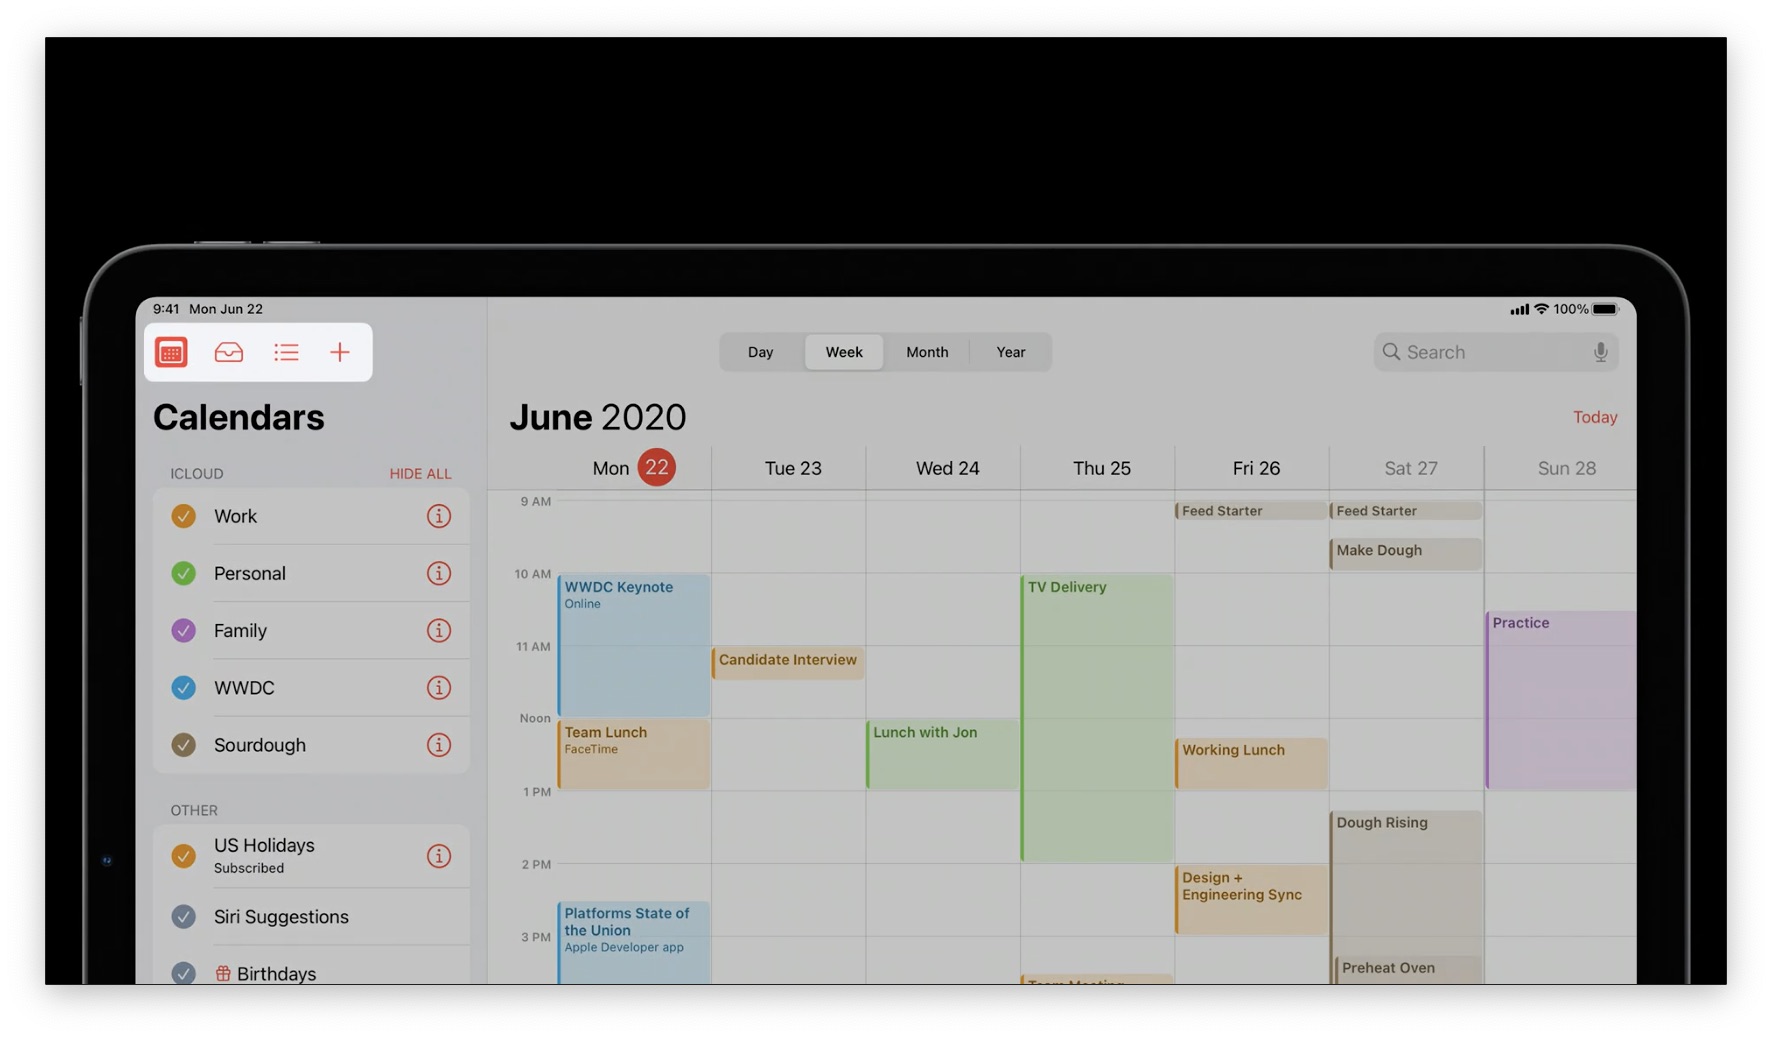 9:41 Mon Jun 22
100%
Day Week Month Year
Search
Calendars
June 2020
Today
ICLOUD HIDE ALL
Work
Personal
Family
WWDC
Sourdough
OTHER
US Holidays
Subscribed
Siri Suggestions
Birthdays
Mon 22 Tue 23 Wed 24 Thu 25 Fri 26 Sat 27 Sun 28
9 AM
Feed Starter
Feed Starter
Make Dough
10 AM
WWDC Keynote
Online
TV Delivery
Practice
11 AM
Candidate Interview
Noon
Team Lunch
FaceTime
Lunch with Jon
Working Lunch
1 PM
Dough Rising
2 PM
Design +
Engineering Sync
Platforms State of
the Union
Apple Developer app
3 PM
Preheat Oven
Team Meeting